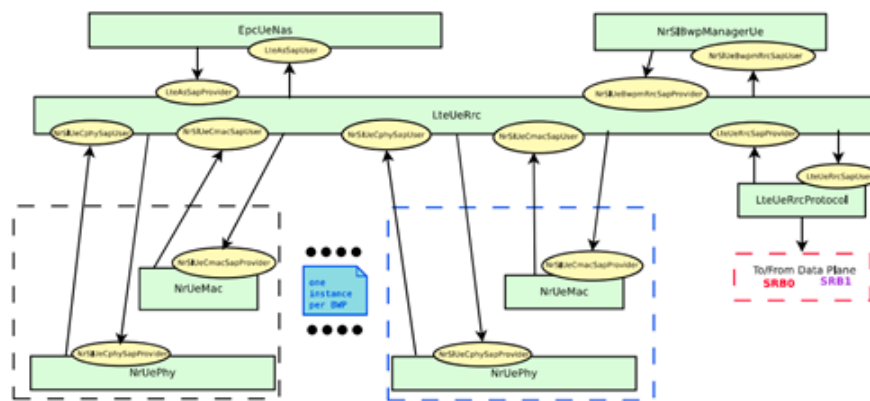 EpcUeNas
LteAsSapUser
LteAsSapProvider
NrSlBwpManagerUe
NrSlUeBwpmRrcSapUser
NrSlUeBwpmRrcSapProvider
LteUeRrc
NrSlUeCphySapUser
NrSlUeCmacSapUser
NrSlUeCphySapUser
NrSlUeCmacSapUser
LteUeRrcSapProvider
LteUeRrcSapUser
LteUeRrcProtocol
NrSlUeCmacSapProvider
NrUeMac
one
instance
per BWP
NrSlUeCmacSapProvider
NrUeMac
To/From Data Plane
SRB0 SRB1
NrSlUeCphySapProvider
NrUePhy
NrSlUeCphySapProvider
NrUePhy